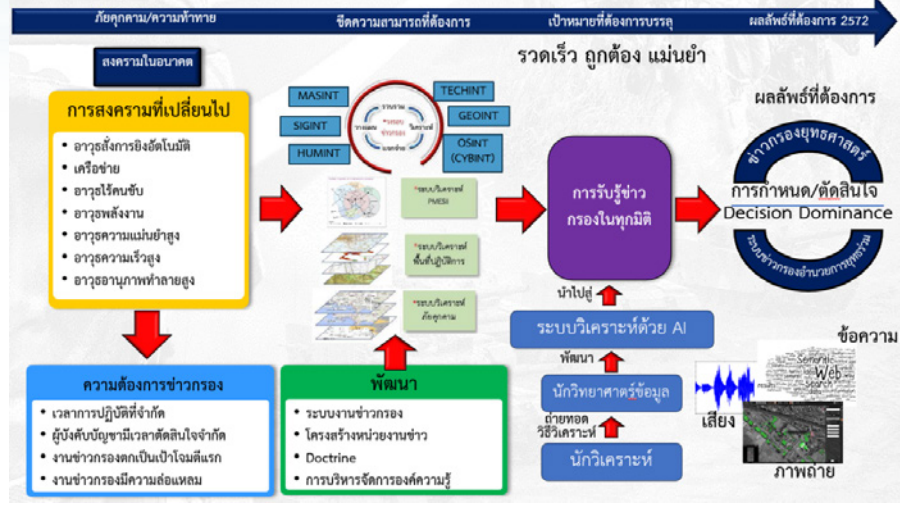 ภัยคุกคาม/ความท้าทาย
ขีดความสามารถที่ต้องการ
เป้าหมายที่ต้องการบรรลุ
ผลลัพธ์ที่ต้องการ 2572
สงครามในอนาคต
การสงครามที่เปลี่ยนไป
• อาวุธสั่งการยิงอัตโนมัติ
• เครือข่าย
• อาวุธไร้คนขับ
• อาวุธพลังงาน
• อาวุธความแม่นยำสูง
• อาวุธความเร็วสูง
• อาวุธอานุภาพทำลายสูง
ความต้องการข่าวกรอง
• เวลาการปฏิบัติที่จำกัด
• ผู้บังคับบัญชามีเวลาตัดสินใจจำกัด
• งานข่าวกรองตกเป็นเป้าโจมตีแรก
• งานข่าวกรองมีความล่อแหลม
MASINT
SIGINT
HUMINT
TECHINT
GEOINT
OSINT
(CYBINT)
รวบรวม
วางแผน
วิเคราะห์
ข่าวกรอง
*ระบบวิเคราะห์
PMESII
*ระบบวิเคราะห์
พื้นที่ปฏิบัติการ
*ระบบวิเคราะห์
ภัยคุกคาม
พัฒนา
• ระบบงานข่าวกรอง
• โครงสร้างหน่วยงานข่าว
• Doctrine
• การบริหารจัดการองค์ความรู้
รวดเร็ว ถูกต้อง แม่นยำ
การรับรู้ข่าว
กรองในทุกมิติ
นำไปสู่
ระบบวิเคราะห์ด้วย AI
พัฒนา
นักวิทยาศาตร์ข้อมูล
ถ่ายทอด
วิธีวิเคราะห์
นักวิเคราะห์
ผลลัพธ์ที่ต้องการ
ข่าวกรองยุทธศาสตร์
การกำหนด/ตัดสินใจ
Decision Dominance
ระบบข่าวกรองอำนวยการยุทธร่วม
ข้อความ
Semantic
Web
Search
เสียง
ภาพถ่าย